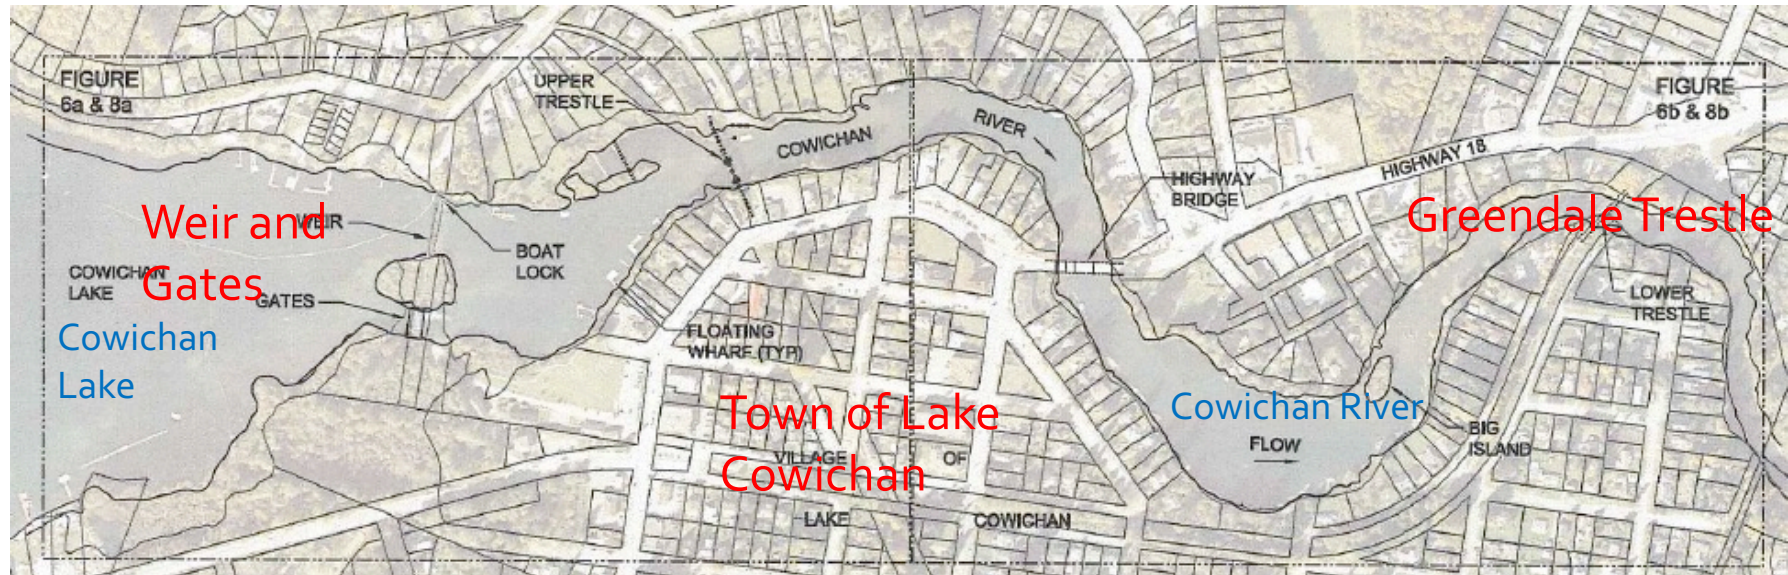 FIGURE
6a & 8a
UPPER
TRESTLE
COWICHAN
RIVER
FIGURE
6b & 8b
HIGHWAY 18
HIGHWAY
BRIDGE
Weir and
Gates
WEIR
BOAT
LOCK
COWICHAN
LAKE
GATES
Cowichan
Lake
FLOATING
WHARF (TYP)
Greendale Trestle
LOWER
TRESTLE
Town of Lake
Cowichan
VILLAGE OF
LAKE COWICHAN
Cowichan River
FLOW
BIG
ISLAND